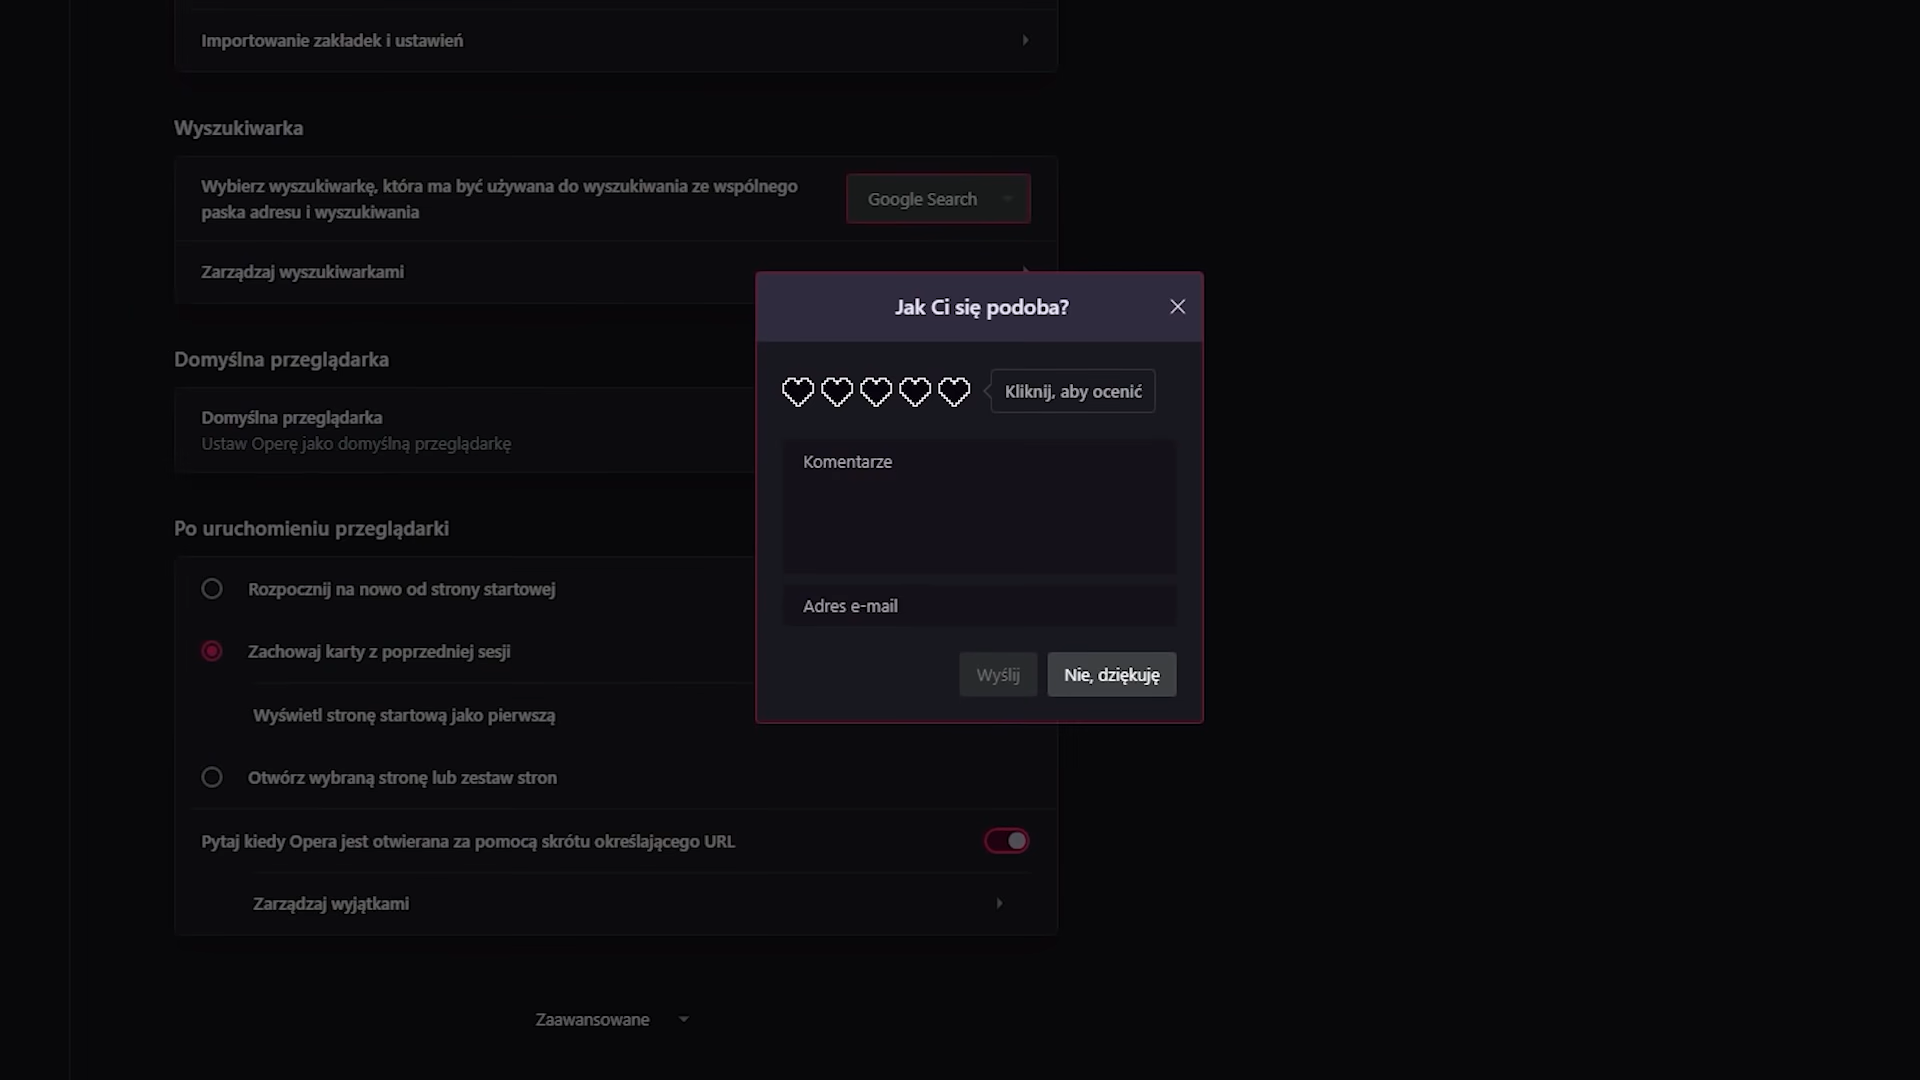 Importowanie zakładek i ustawień
Wyszukiwarka
Wybierz wyszukiwarkę, która ma być używana do wyszukiwania ze wspólnego
paska adresu i wyszukiwania
Google Search
Zarządzaj wyszukiwarkami
Domyślna przeglądarka
Domyślna przeglądarka
Ustaw Operę jako domyślną przeglądarkę
Po uruchomieniu przeglądarki
Rozpocznij na nowo od strony startowej
Zachowaj karty z poprzedniej sesji
Wyświetl stronę startową jako pierwszą
Otwórz wybraną stronę lub zestaw stron
Pytaj kiedy Opera jest otwierana za pomocą skrótu określającego URL
Zarządzaj wyjątkami
Zaawansowane
Jak Ci się podoba?
Kliknij, aby ocenić
Komentarze
Adres e-mail
Wyślij
Nie, dziękuję